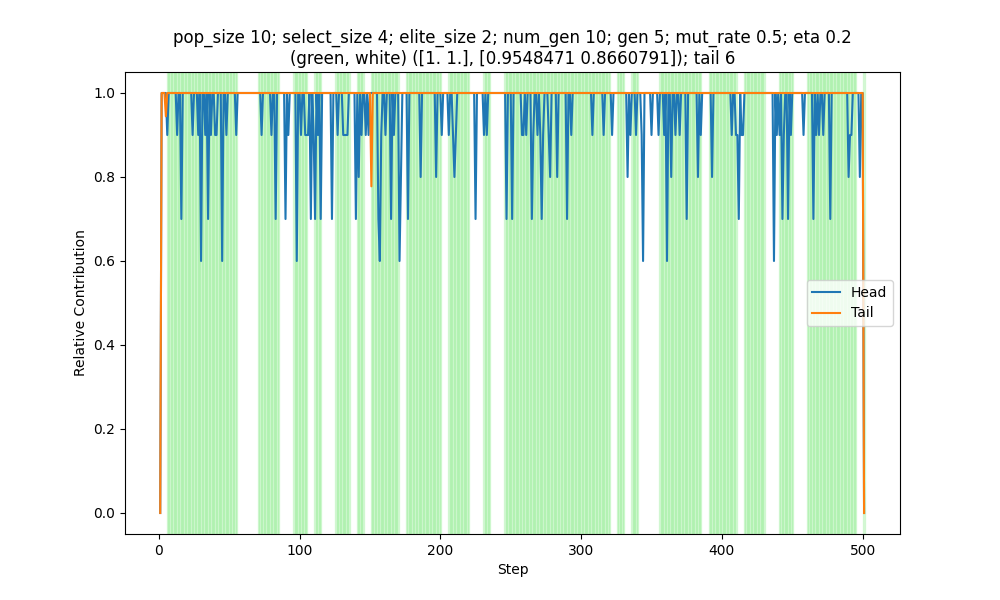 pop_size 10; select_size 4; elite_size 2; num_gen 10; gen 5; mut_rate 0.5; eta 0.2
(green, white) ([1. 1.], [0.9548471 0.8660791]); tail 6
1.0
0.8
0.6
0.4
0.2
0.0
Relative Contribution
Head
Tail
0
100
200
300
400
500
Step